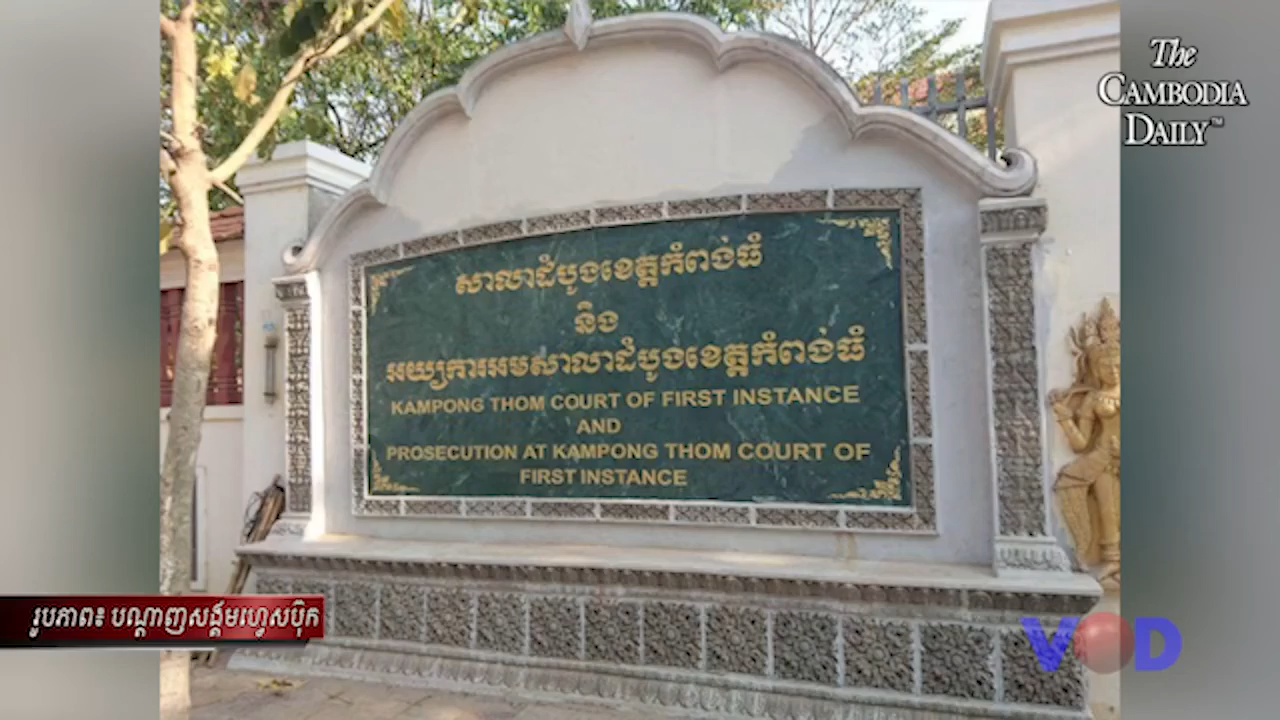 The
CAMBODIA
DAILY™
សាលាដំបូងខេត្តកំពង់ធំ
និង
អយ្យការអមសាលាដំបូងខេត្តកំពង់ធំ
KAMPONG THOM COURT OF FIRST INSTANCE
AND
PROSECUTION AT KAMPONG THOM COURT OF
FIRST INSTANCE
រូបភាព៖ បណ្ដាញសង្គមហ្វេសប៊ុក
VOD